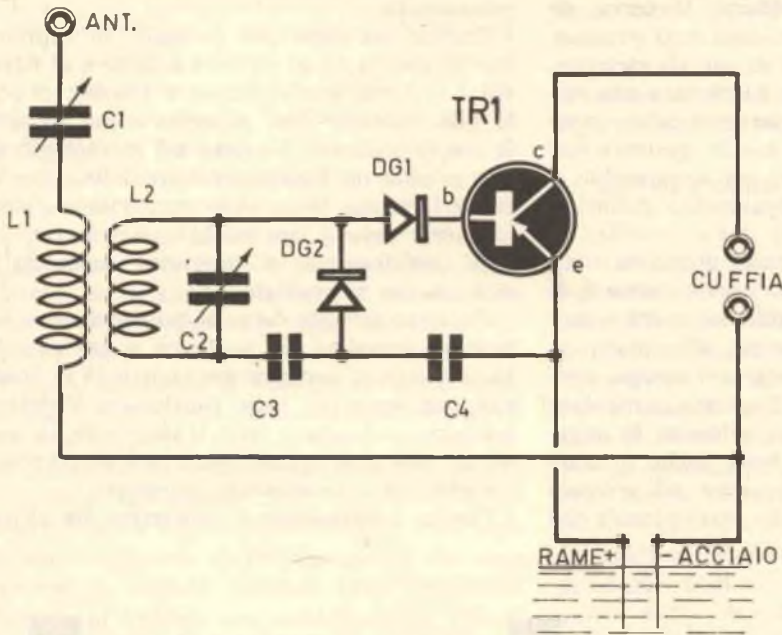 ANT.
C1
TR1
DG1
c
b
L1
L2
DG2
e
CUFFIA
C2
C3
C4
RAME+
-ACCIAIO